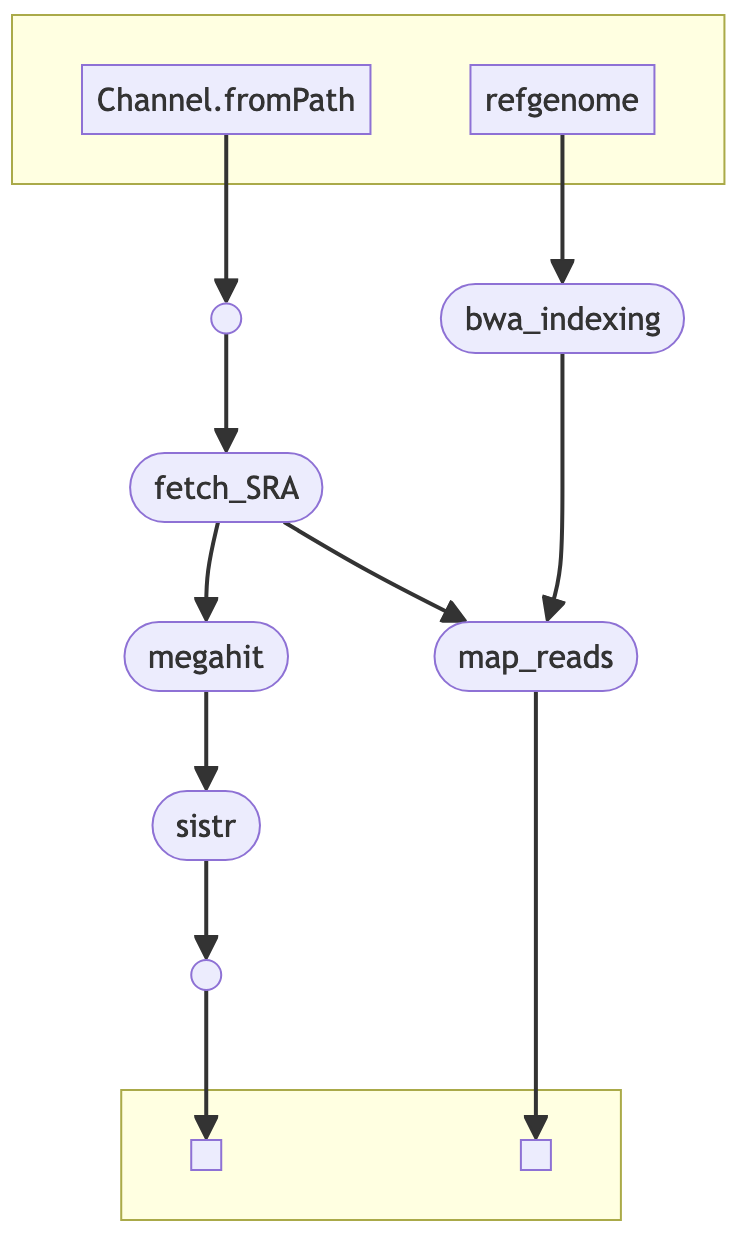 Channel.fromPath
refgenome
bwa_indexing
fetch_SRA
megahit
map_reads
sistr